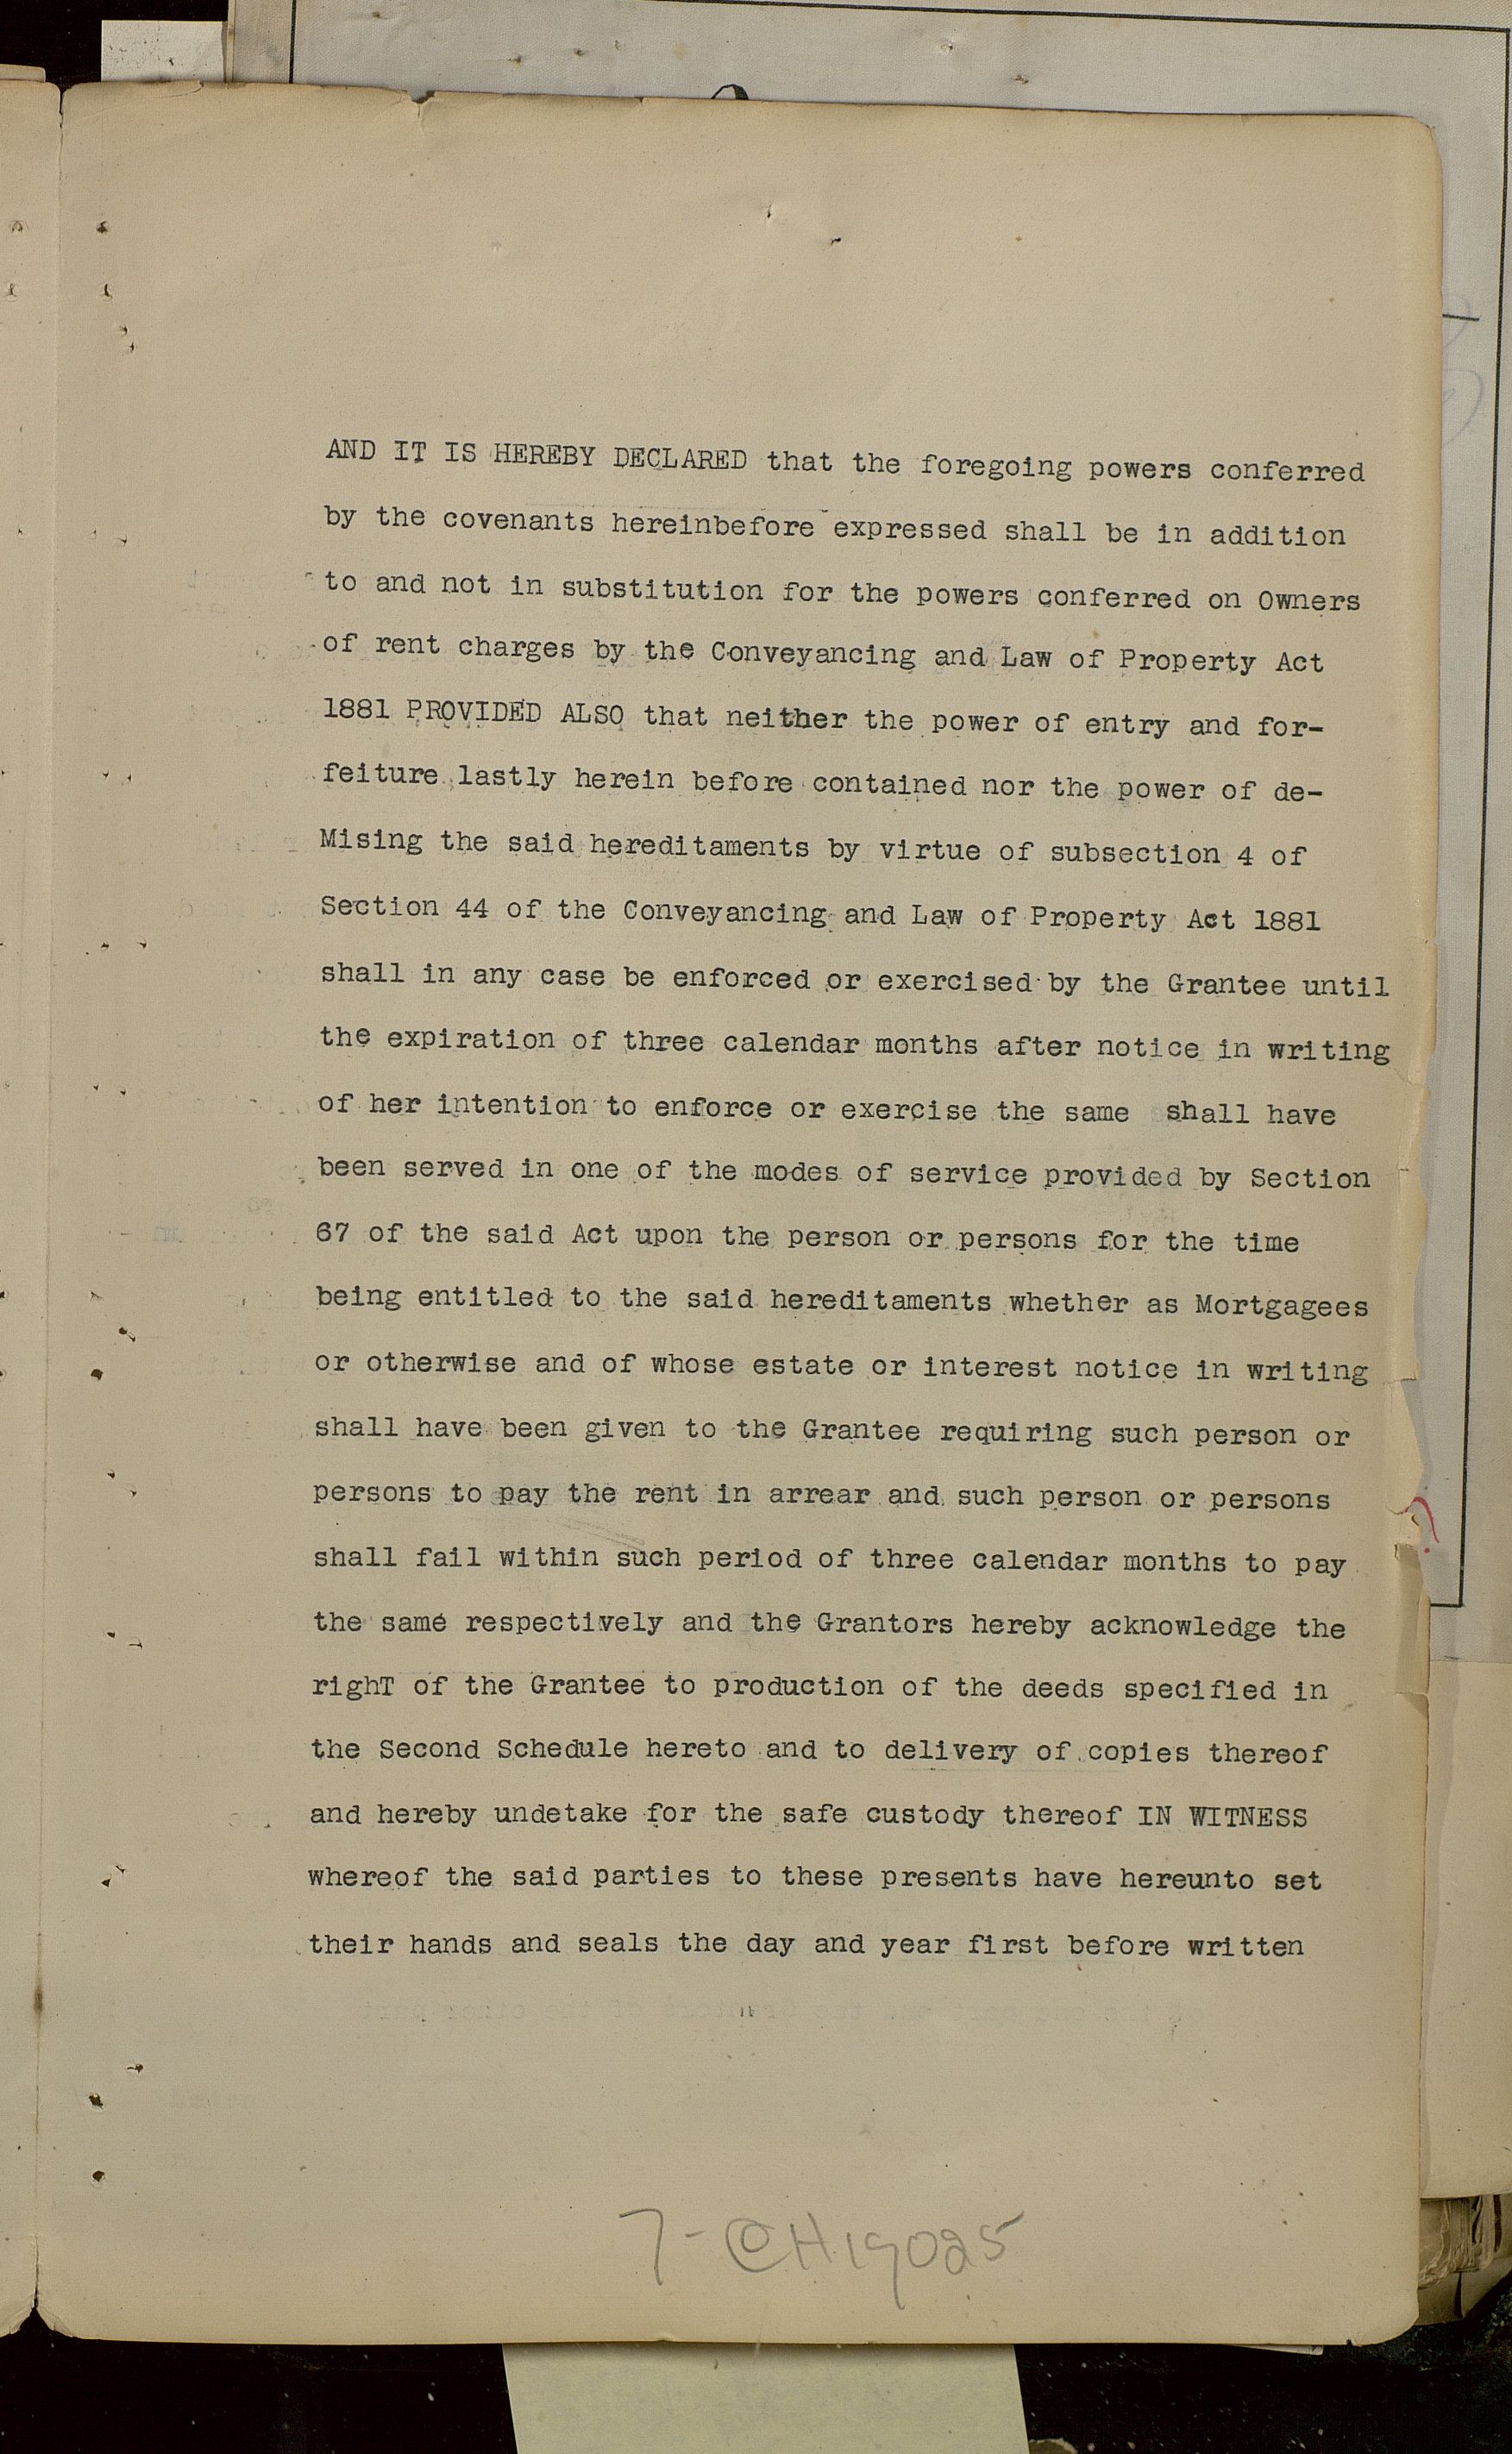 AND IT IS HEREBY DECLARED that the foregoing powers conferred
by the covenants hereinbefore expressed shall be in addition
to and not in substitution for the powers conferred on Owners
of rent charges by the Conveyancing and Law of Property Act
1881 PROVIDED ALSO that neither the power of entry and for-
feiture lastly herein before contained nor the power of de-
Mising the said hereditaments by virtue of subsection 4 of
Section 44 of the Conveyancing and Law of Property Act 1881
shall in any case be enforced or exercised by the Grantee until
the expiration of three calendar months after notice in writing
of her intention to enforce or exercise the same shall have
been served in one of the modes of service provided by Section
67 of the said Act upon the person or persons for the time
being entitled to the said hereditaments whether as Mortgagees
or otherwise and of whose estate or interest notice in writing
shall have been given to the Grantee requiring such person or
persons to pay the rent in arrear and such person or persons
shall fail within such period of three calendar months to pay
the same respectively and the Grantors hereby acknowledge the
righT of the Grantee to production of the deeds specified in
the Second Schedule hereto and to delivery of copies thereof
and hereby undetake for the safe custody thereof IN WITNESS
whereof the said parties to these presents have hereunto set
their hands and seals the day and year first before written
7-©H19025